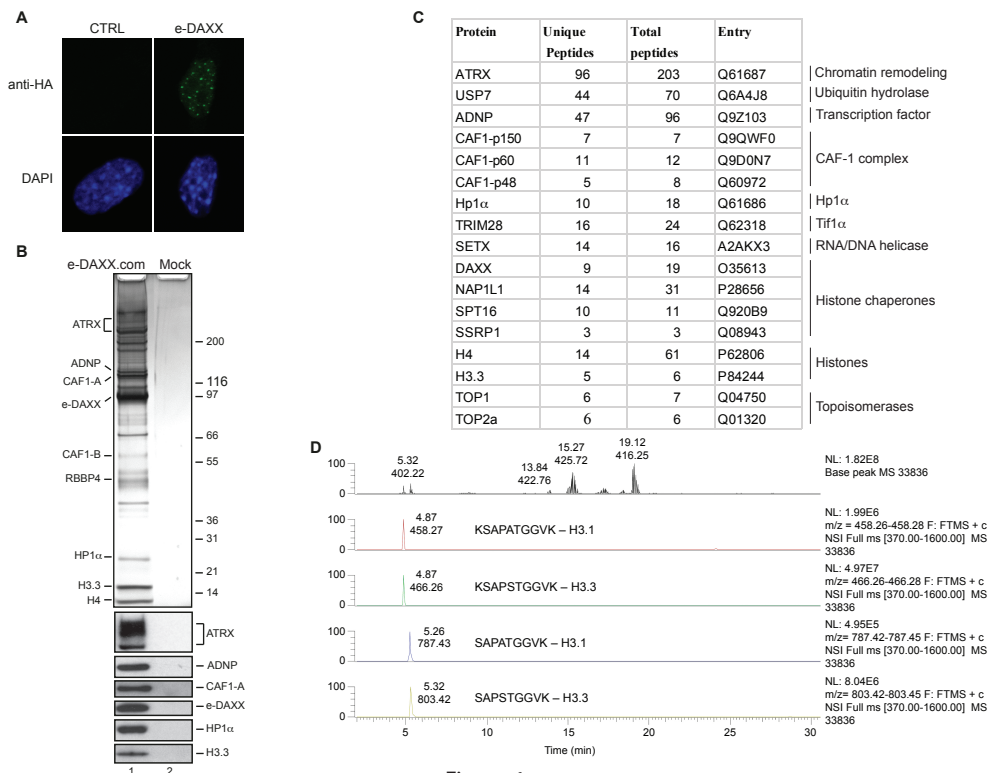 A
CTRL e-DAXX
anti-HA
DAPI
B
e-DAXX.com Mock
ATRX
ADNP
CAF1-A
e-DAXX
CAF1-B
RBBP4
HP1α
H3.3
H4
200
116
97
66
55
36
31
21
14
ATRX
ADNP
CAF1-A
e-DAXX
HP1α
H3.3
1 2
C
Protein Unique Peptides Total peptides Entry
ATRX 96 203 Q61687 Chromatin remodeling
USP7 44 70 Q6A4J8 Ubiquitin hydrolase
ADNP 47 96 Q9Z103 Transcription factor
CAF1-p150 7 7 Q9QWF0
CAF1-p60 11 12 Q9D0N7 CAF-1 complex
CAF1-p48 5 8 Q60972
Hp1α 10 18 Q61686 Hp1α
TRIM28 16 24 Q62318 Tif1α
SETX 14 16 A2AKX3 RNA/DNA helicase
DAXX 9 19 O35613
NAP1L1 14 31 P28656
Histone chaperones
SPT16 10 11 Q920B9
SSRP1 3 3 Q08943
H4 14 61 P62806
Histones
H3.3 5 6 P84244
TOP1 6 7 Q04750
Topoisomerases
TOP2a 6 6 Q01320
D
100
0
5.32
402.22
13.84
422.76
15.27
425.72
19.12
416.25
NL: 1.82E8
Base peak MS 33836
100
0
4.87
458.27
KSAPATGGVK – H3.1
NL: 1.99E6
m/z = 458.26-458.28 F: FTMS + c
NSI Full ms [370.00-1600.00] MS
33836
100
0
4.87
466.26
KSAPSTGGVK – H3.3
NL: 4.97E7
m/z= 466.26-466.28 F: FTMS + c
NSI Full ms [370.00-1600.00] MS
33836
100
0
5.26
787.43
SAPATGGVK – H3.1
NL: 4.95E5
m/z= 787.42-787.45 F: FTMS + c
NSI Full ms [370.00-1600.00] MS
33836
100
0
5.32
803.42
SAPSTGGVK – H3.3
NL: 8.04E6
m/z= 803.42-803.45 F: FTMS + c
NSI Full ms [370.00-1600.00] MS
33836
5 10 15 20 25 30
Time (min)